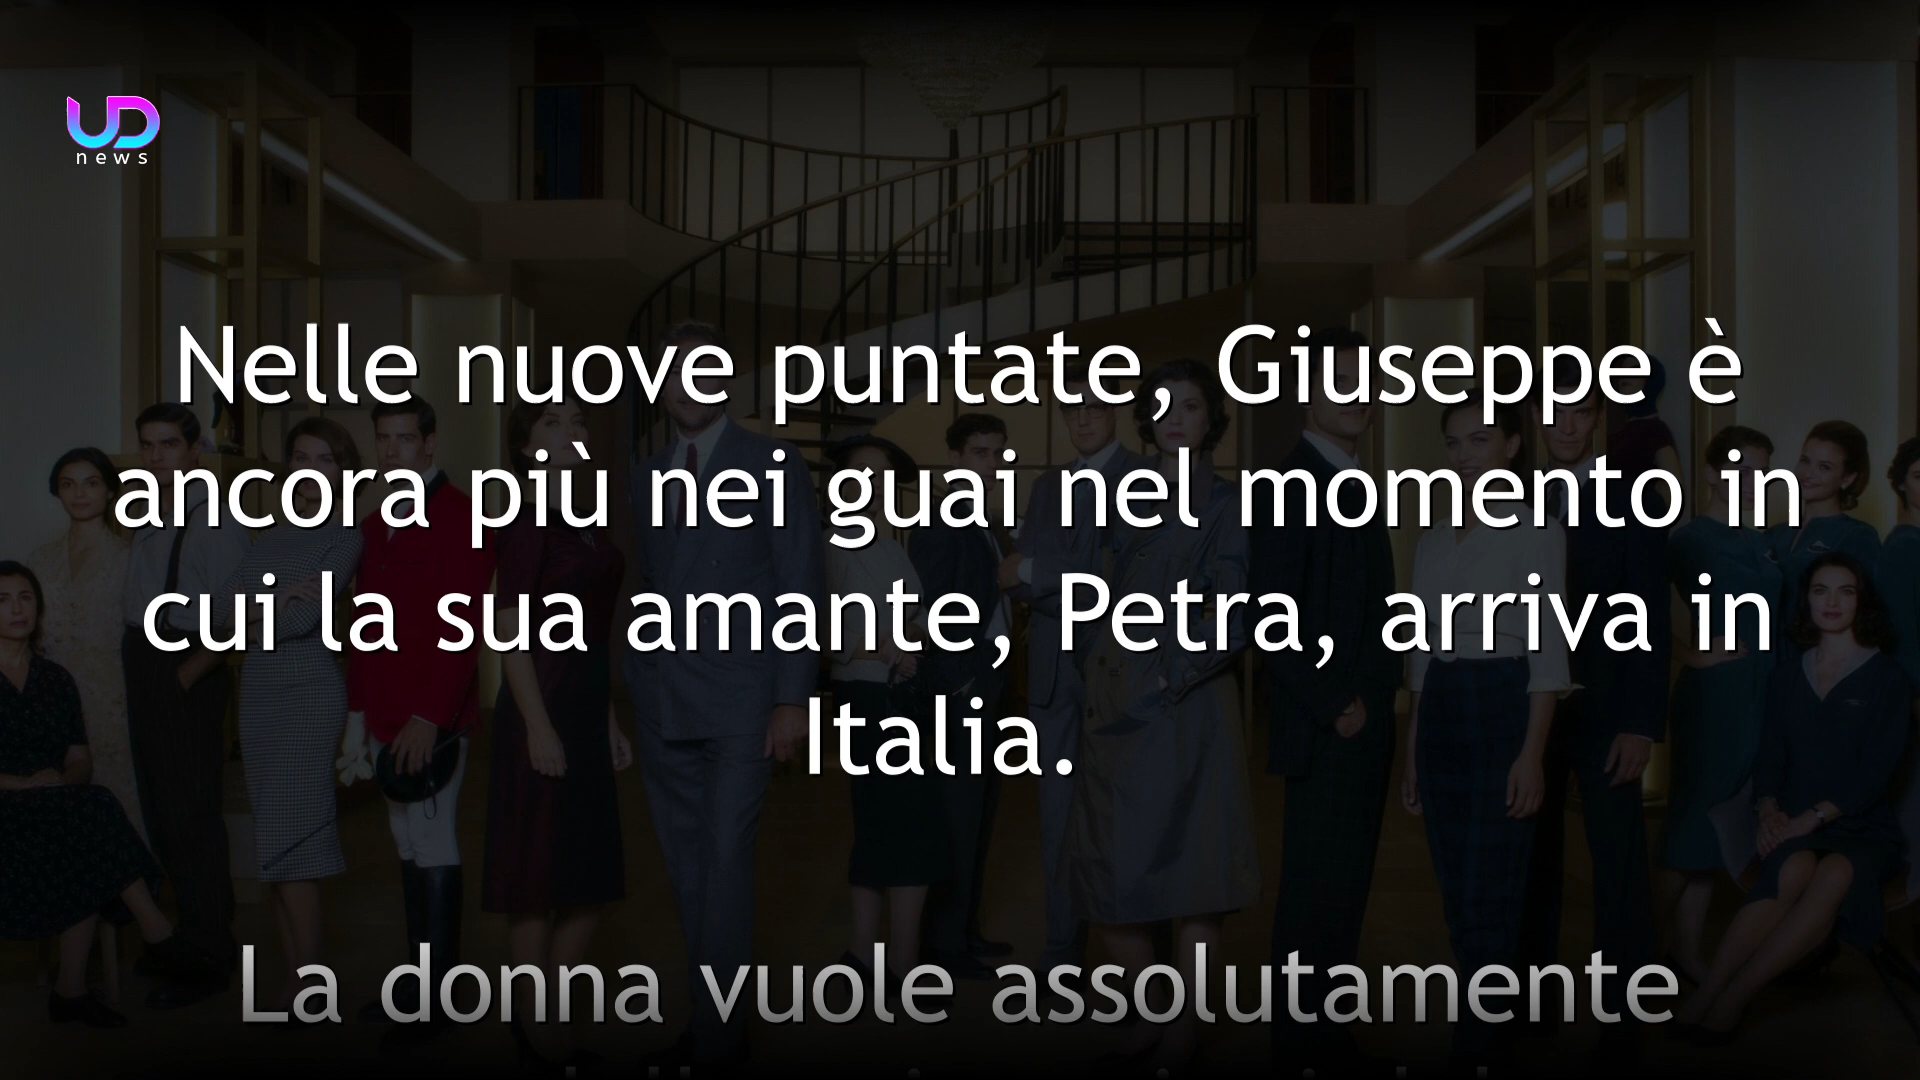 UD
news
Nelle nuove puntate, Giuseppe è
ancora più nei guai nel momento in
cui la sua amante, Petra, arriva in
Italia.
La donna vuole assolutamente